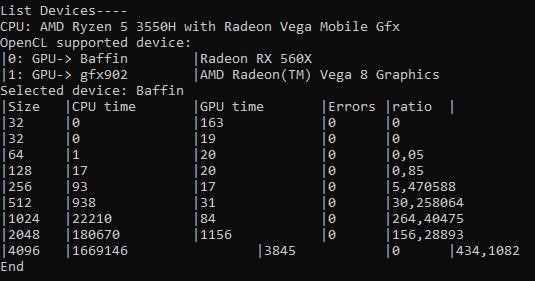 List Devices----
CPU: AMD Ryzen 5 3550H with Radeon Vega Mobile Gfx
OpenCL supported device:
|0: GPU-> Baffin |Radeon RX 560X
|1: GPU-> gfx902 |AMD Radeon(TM) Vega 8 Graphics
Selected device: Baffin
|Size |CPU time |GPU time |Errors |ratio |
|32 |0 |163 |0 |0
|32 |0 |19 |0 |0
|64 |1 |20 |0 |0,05
|128 |17 |20 |0 |0,85
|256 |93 |17 |0 |5,470588
|512 |938 |31 |0 |30,258064
|1024 |22210 |84 |0 |264,40475
|2048 |180670 |1156 |0 |156,28893
|4096 |1669146 |3845 |0 |434,1082
End